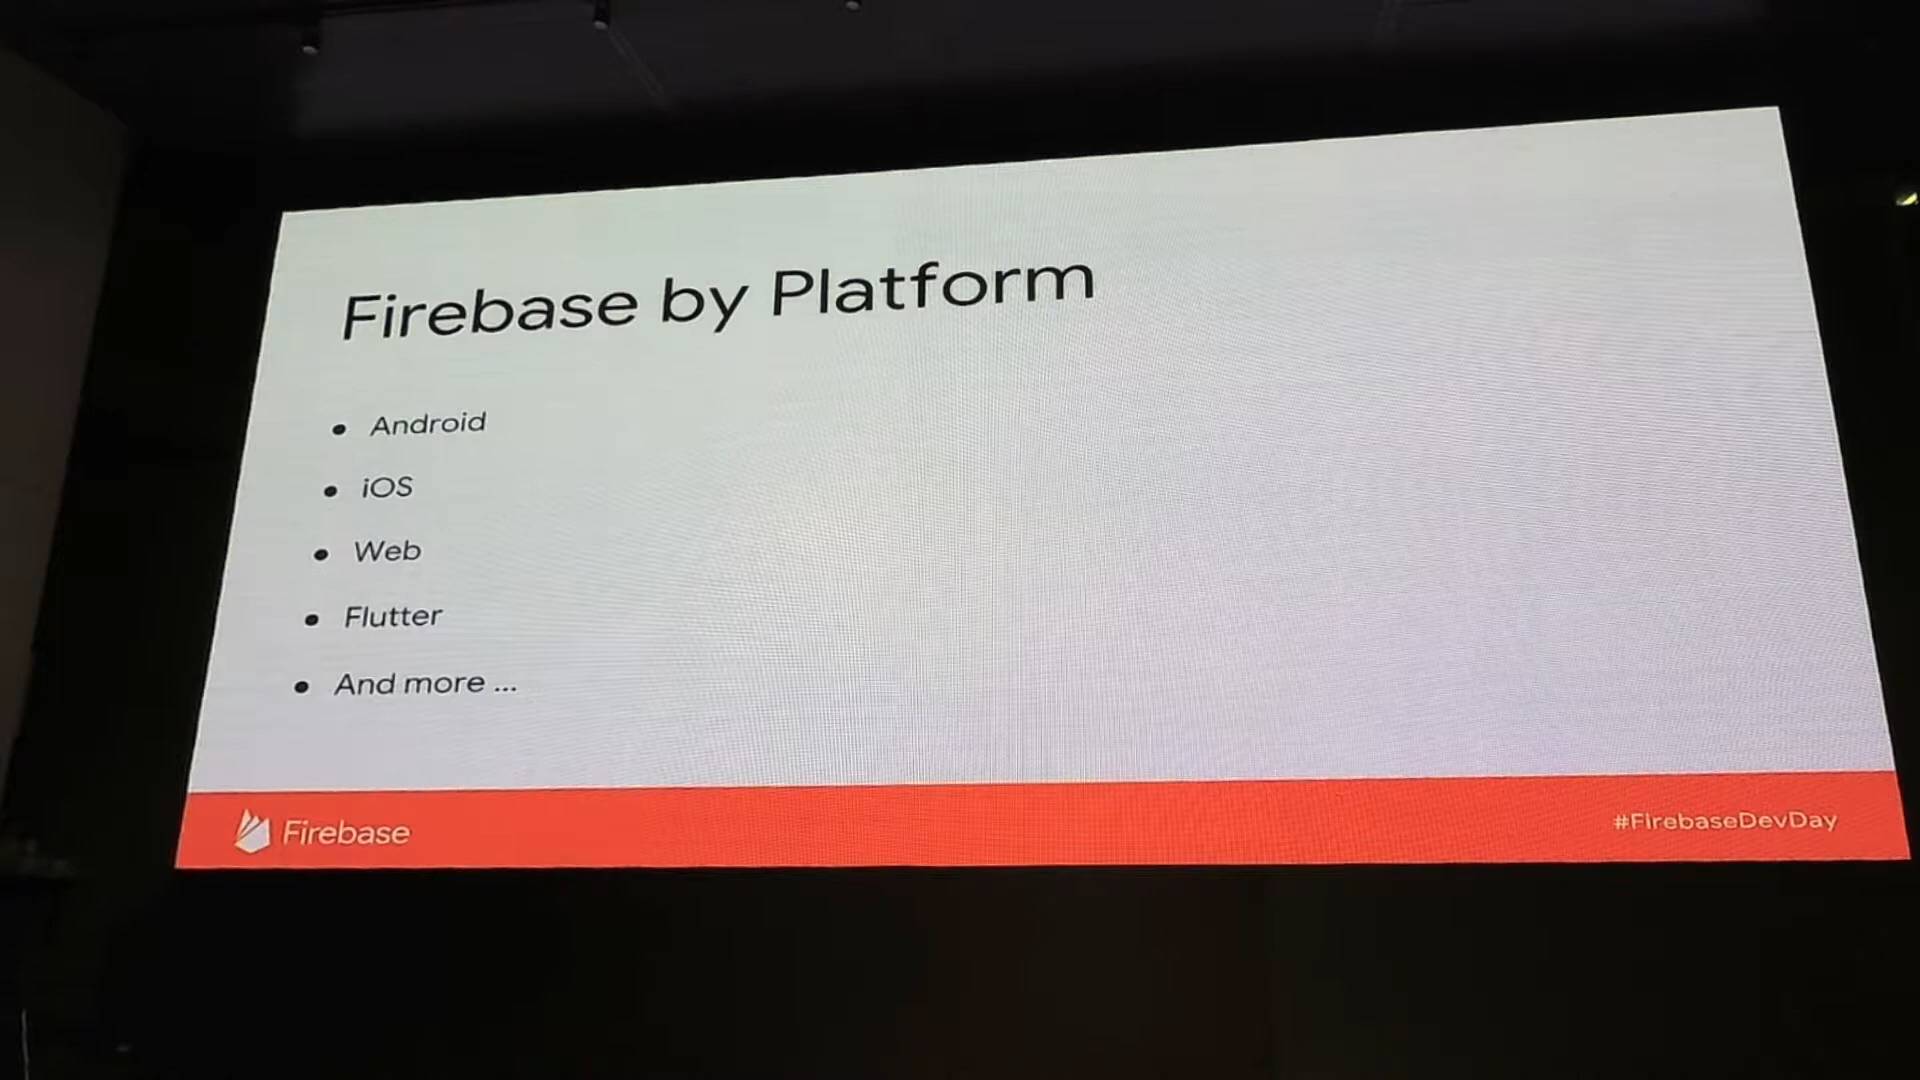 Firebase by Platform
● Android
● iOS
● Web
● Flutter
● And more ...
Firebase
#FirebaseDevDay